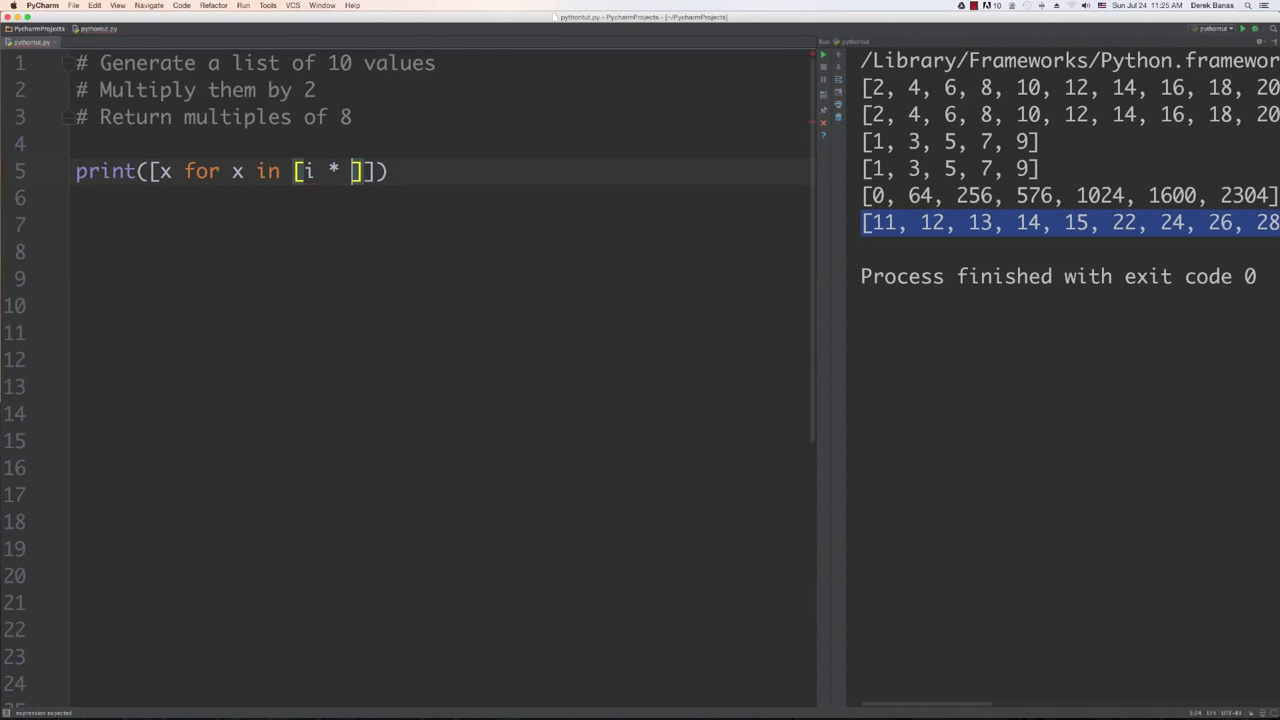 PyCharm File Edit View Navigate Code Refactor Run Tools VCS Window Help
10 Sun Jul 24 11:25 AM Derek Banas
pythontut.py - PycharmProjects - [~/PycharmProjects]
PycharmProjects pythontut.py
pythontut
pythontut.py
Run: pythontut
1 # Generate a list of 10 values
2 # Multiply them by 2
3 # Return multiples of 8
4
5 print([x for x in [i * ]])
6
7
8
9
10
11
12
13
14
15
16
17
18
19
20
21
22
23
24
/Library/Frameworks/Python.framewor
[2, 4, 6, 8, 10, 12, 14, 16, 18, 20
[2, 4, 6, 8, 10, 12, 14, 16, 18, 20
[1, 3, 5, 7, 9]
[1, 3, 5, 7, 9]
[0, 64, 256, 576, 1024, 1600, 2304]
[11, 12, 13, 14, 15, 22, 24, 26, 28
Process finished with exit code 0
expression expected
5:24 LF UTF-8